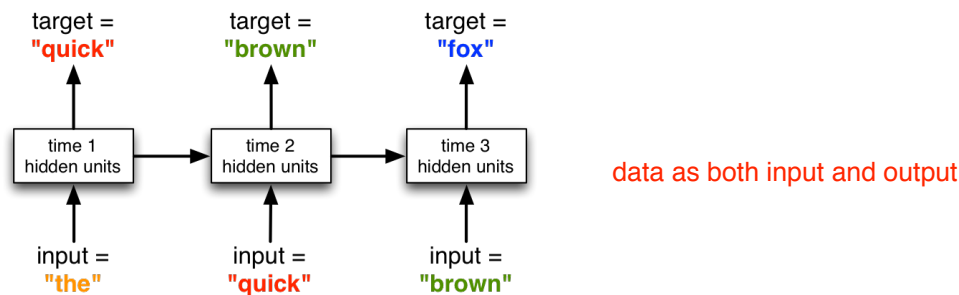 target =
"quick"
target =
"brown"
target =
"fox"
time 1
hidden units
time 2
hidden units
time 3
hidden units
data as both input and output
input =
"the"
input =
"quick"
input =
"brown"